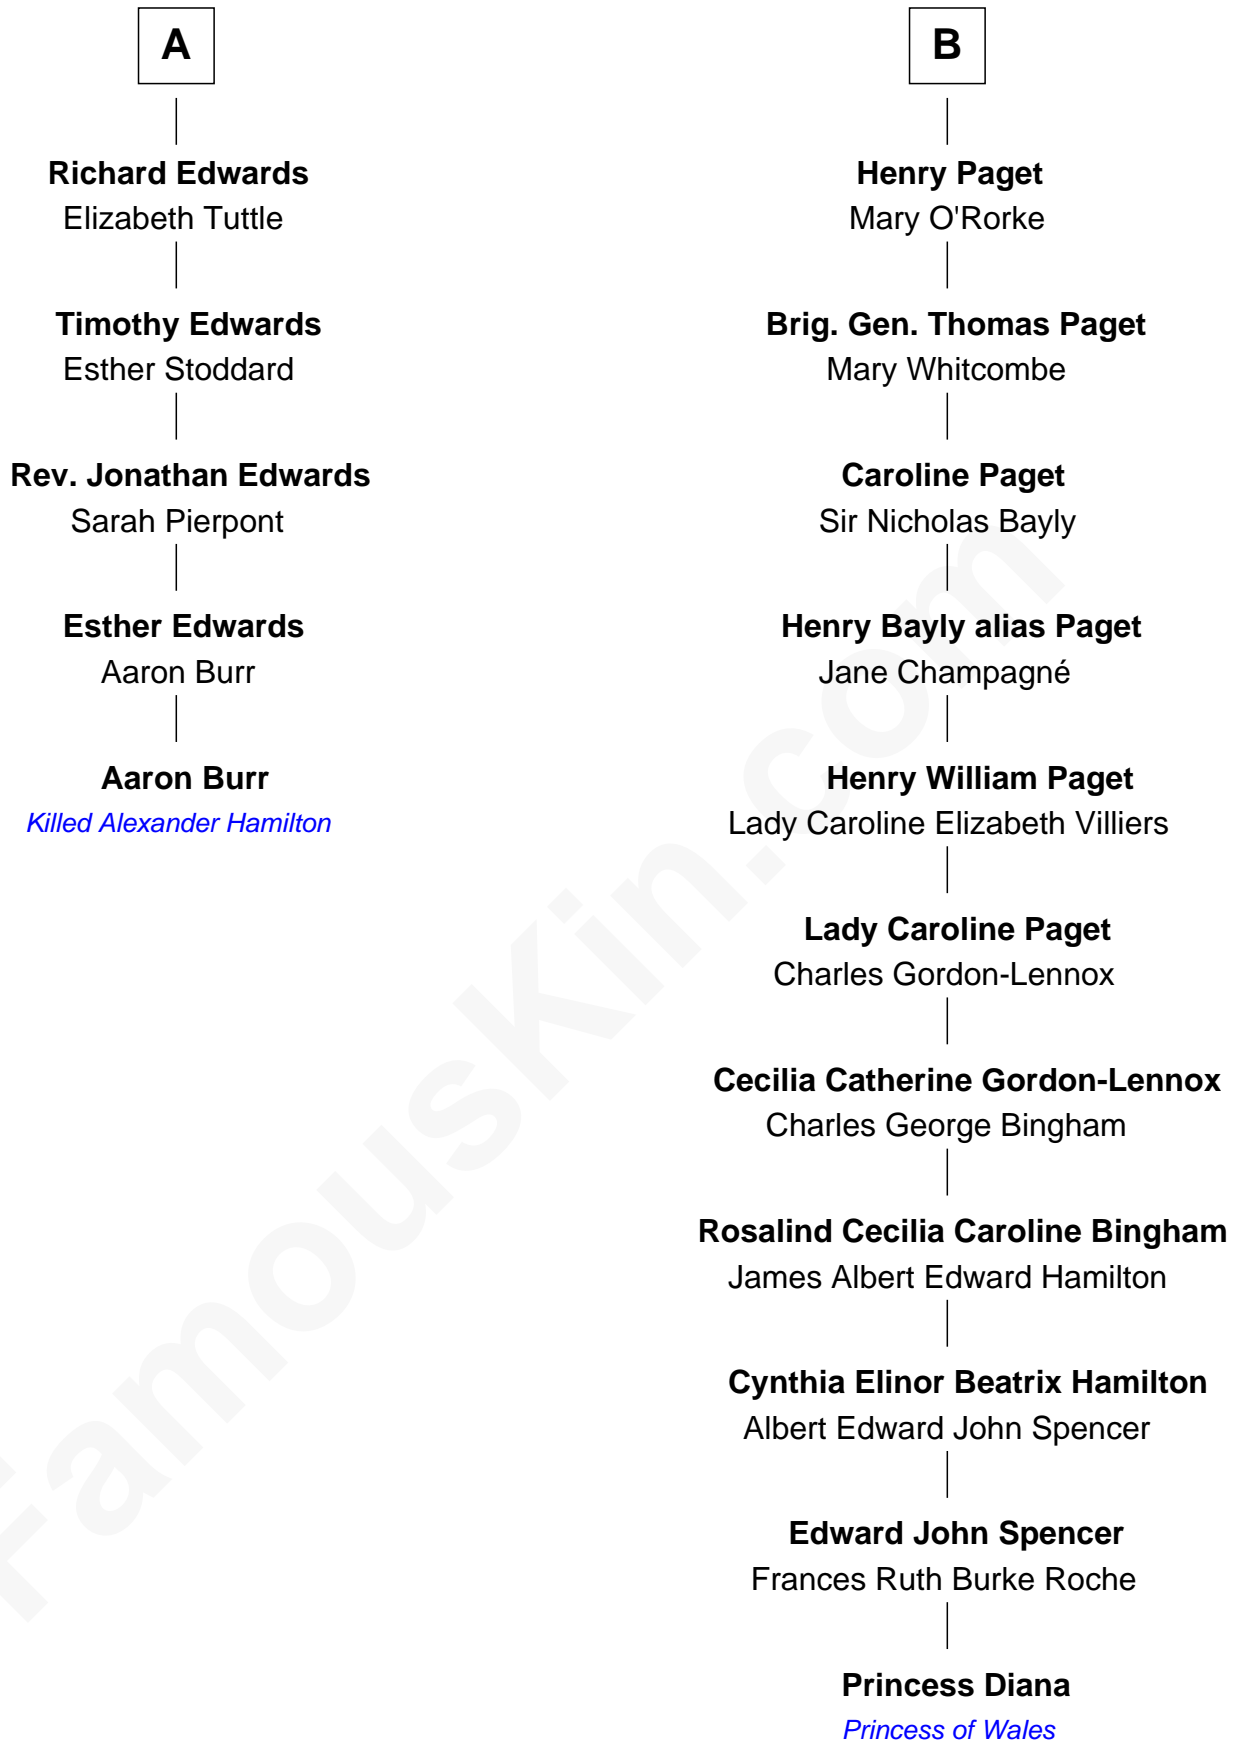 A
Richard Edwards
Elizabeth Tuttle
Timothy Edwards
Esther Stoddard
Rev. Jonathan Edwards
Sarah Pierpont
Esther Edwards
Aaron Burr
Aaron Burr
Killed Alexander Hamilton
B
Henry Paget
Mary O'Rorke
Brig. Gen. Thomas Paget
Mary Whitcombe
Caroline Paget
Sir Nicholas Bayly
Henry Bayly alias Paget
Jane Champagné
Henry William Paget
Lady Caroline Elizabeth Villiers
Lady Caroline Paget
Charles Gordon-Lennox
Cecilia Catherine Gordon-Lennox
Charles George Bingham
Rosalind Cecilia Caroline Bingham
James Albert Edward Hamilton
Cynthia Elinor Beatrix Hamilton
Albert Edward John Spencer
Edward John Spencer
Frances Ruth Burke Roche
Princess Diana
Princess of Wales
FamousKin.com